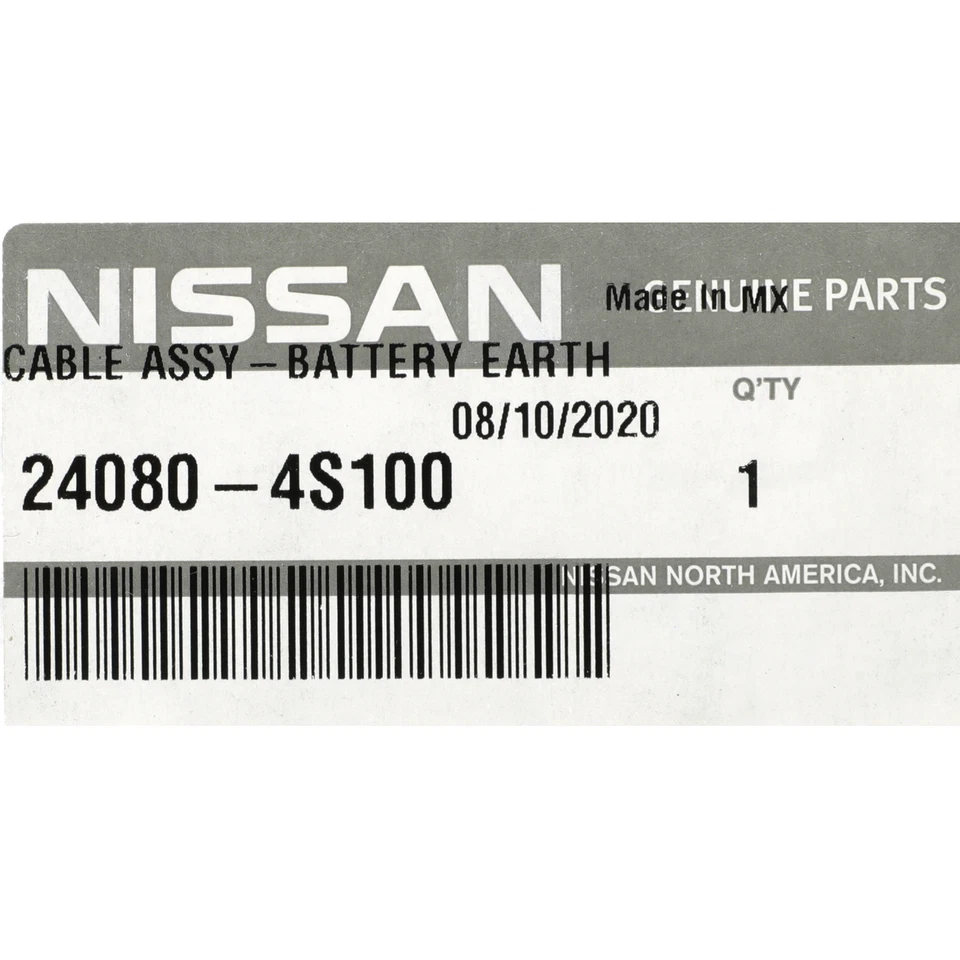 NISSAN
GENUINE PARTS
Made In MX
CABLE ASSY-BATTERY EARTH
Q'TY
08/10/2020
24080-4S100
1
NISSAN NORTH AMERICA, INC.